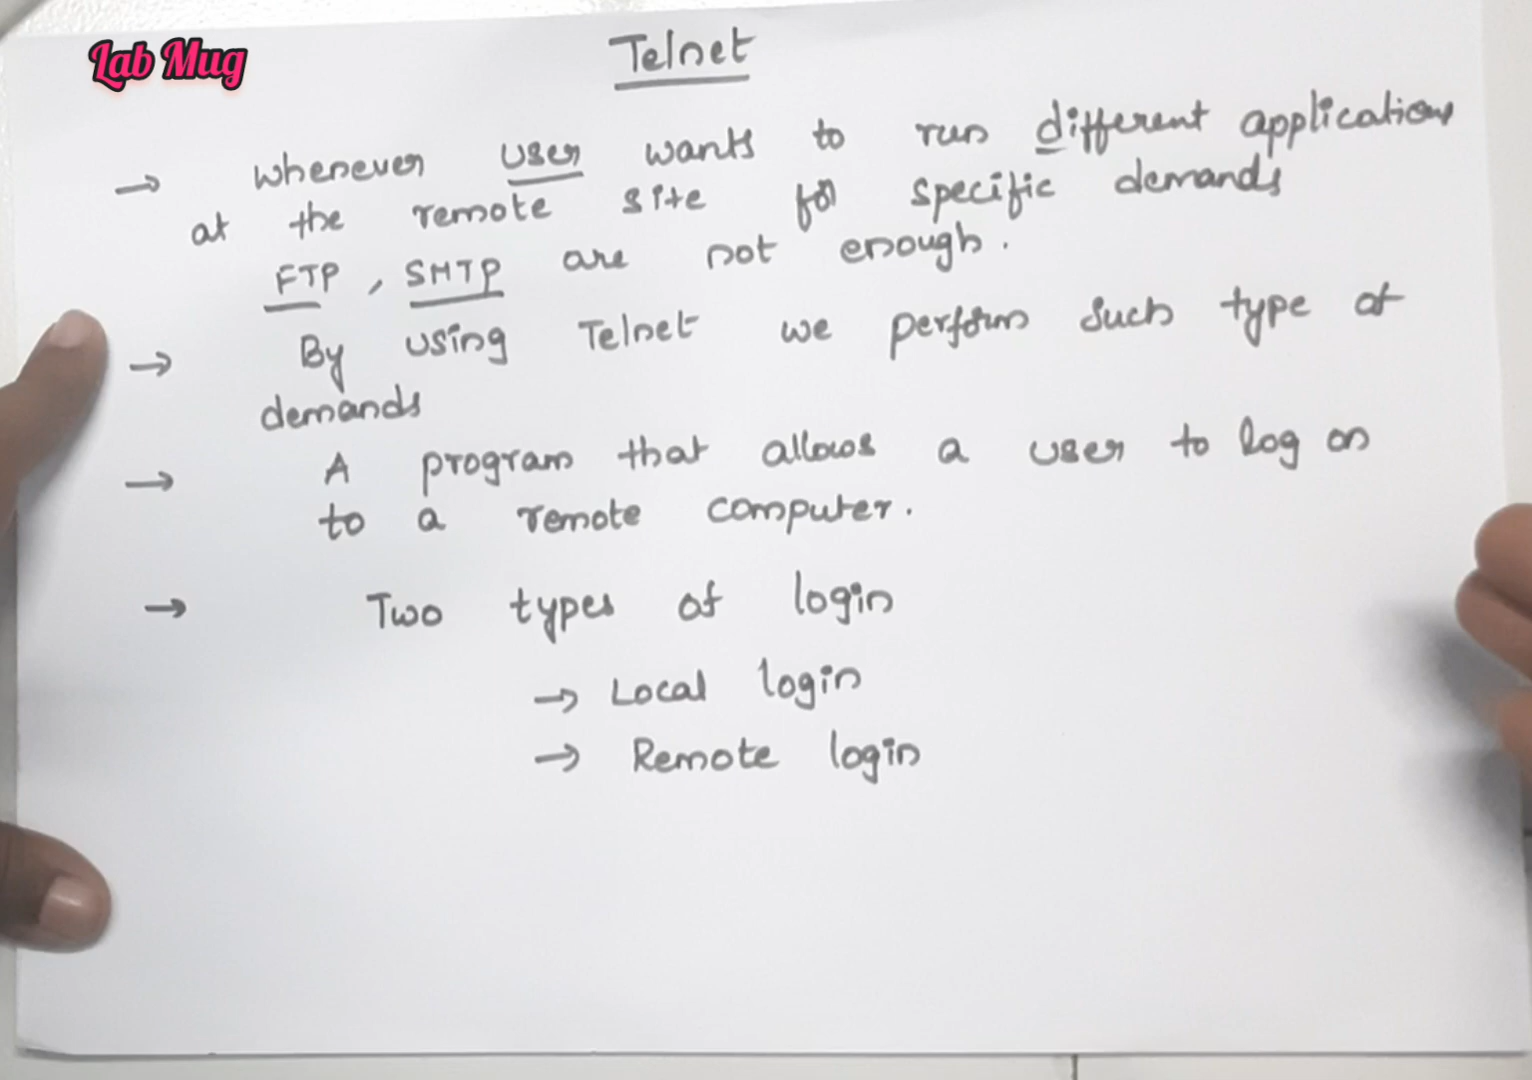 Lab Mug
Telnet
→ whenever user wants to run different applications
at the remote site for specific demands
FTP, SMTP are not enough.
→ By using Telnet we perform such type of
demands
→ A program that allows a user to log on
to a remote computer.
→ Two types of login
→ Local login
→ Remote login